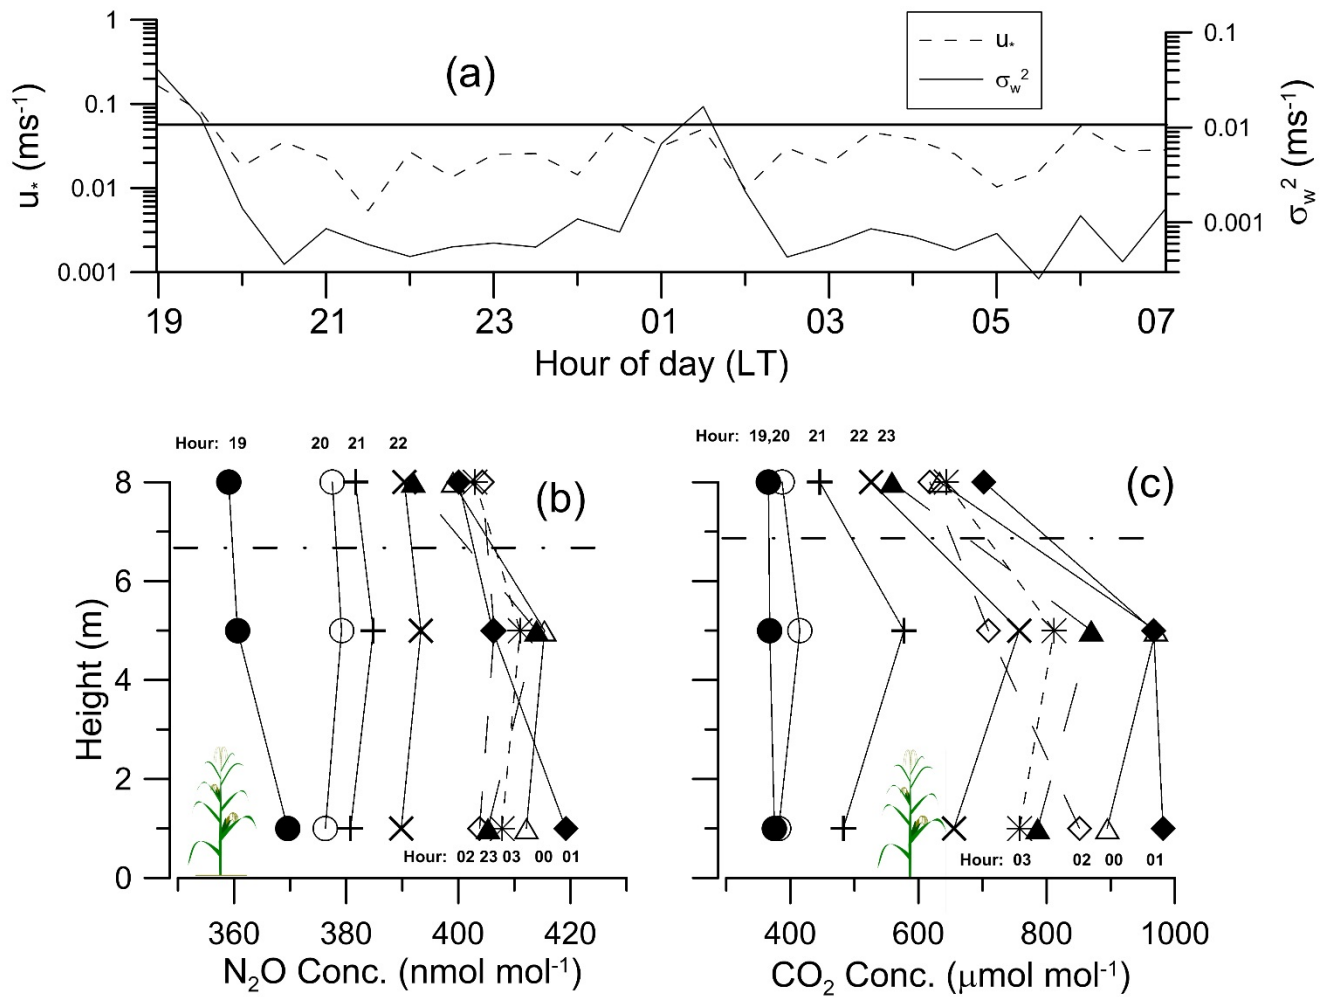 1
0.1
0.01
0.001
u* (ms-1)
(a)
u*
σw2
0.1
0.01
0.001
σw2 (ms-1)
19 21 23 01 03 05 07
Hour of day (LT)
Hour: 19 20 21 22
(b)
8
6
4
2
0
Height (m)
Hour: 02 23 03 00 01
360 380 400 420
N2O Conc. (nmol mol-1)
Hour: 19,20 21 22 23
(c)
Hour: 03 02 00 01
400 600 800 1000
CO2 Conc. (μmol mol-1)